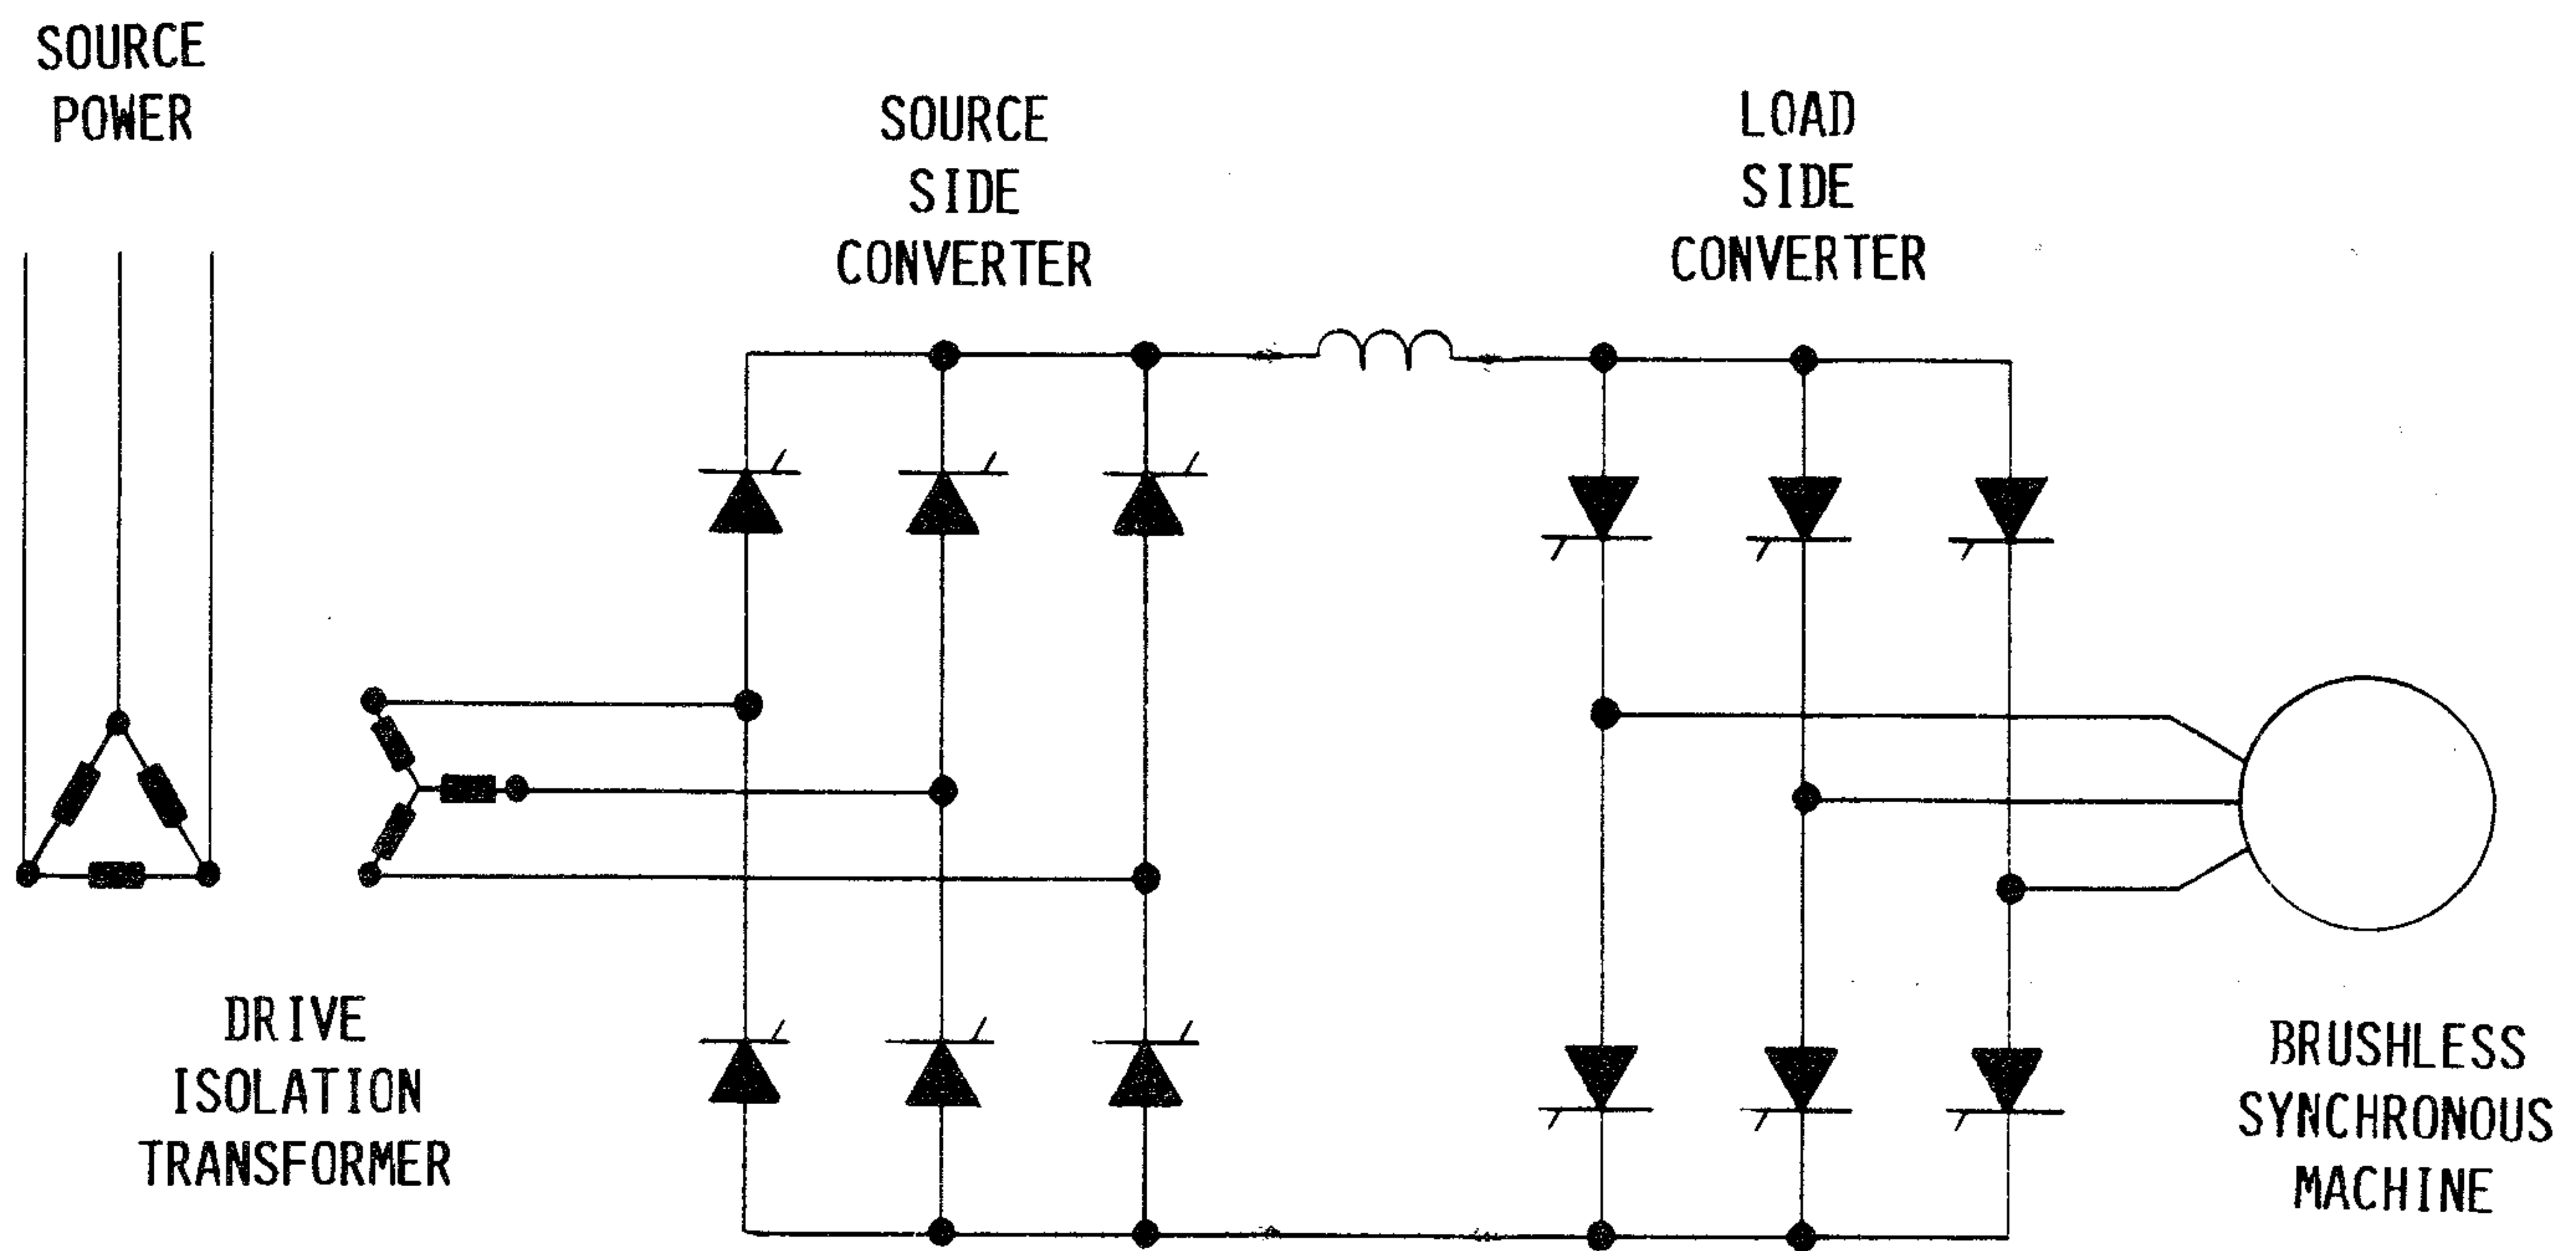 SOURCE
POWER
SOURCE
SIDE
CONVERTER
LOAD
SIDE
CONVERTER
DRIVE
ISOLATION
TRANSFORMER
BRUSHLESS
SYNCHRONOUS
MACHINE